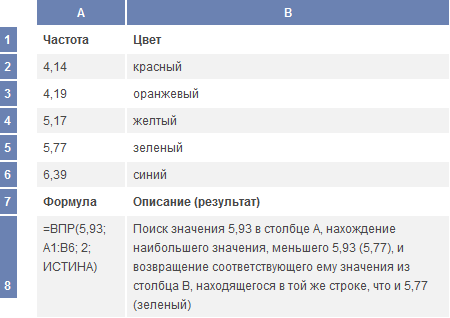 A B
1 Частота Цвет
2 4,14 красный
3 4,19 оранжевый
4 5,17 желтый
5 5,77 зеленый
6 6,39 синий
7 Формула Описание (результат)
=ВПР(5,93; Поиск значения 5,93 в столбце A, нахождение
A1:B6; 2; наибольшего значения, меньшего 5,93 (5,77), и
ИСТИНА) возвращение соответствующего ему значения из
столбца B, находящегося в той же строке, что и 5,77
8 (зеленый)